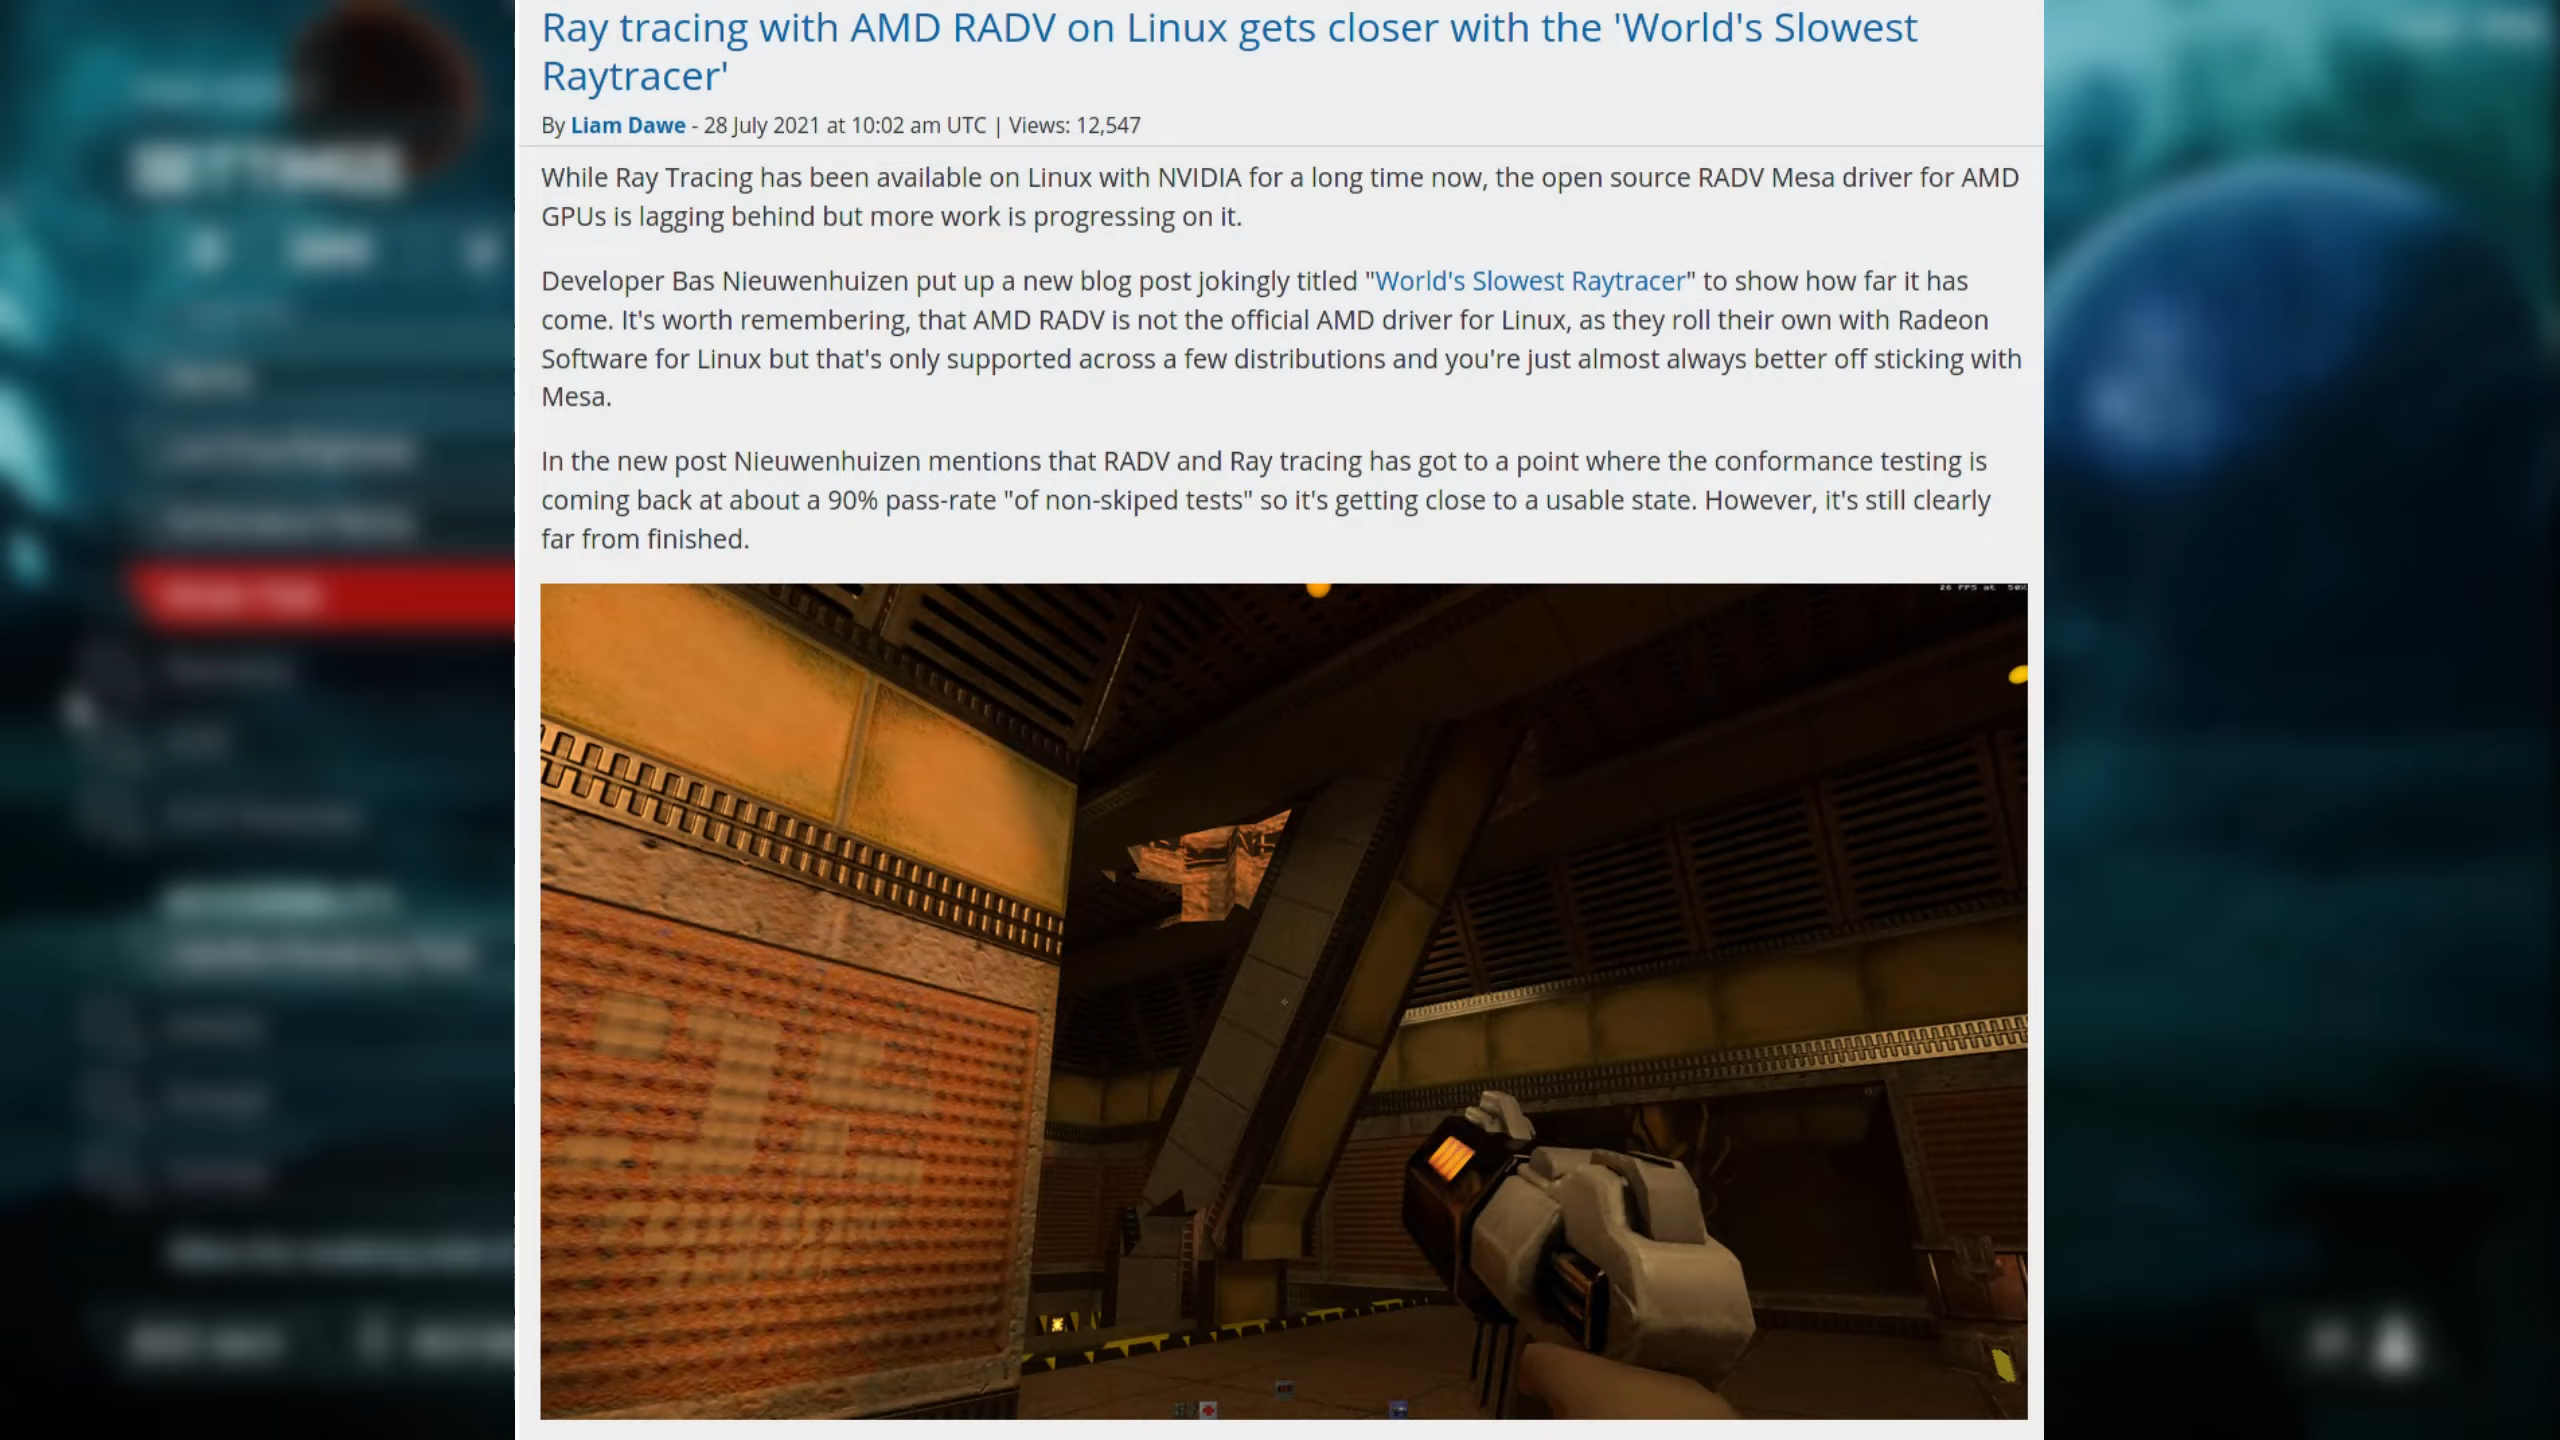 Ray tracing with AMD RADV on Linux gets closer with the 'World's Slowest
Raytracer'
By Liam Dawe - 28 July 2021 at 10:02 am UTC | Views: 12,547
While Ray Tracing has been available on Linux with NVIDIA for a long time now, the open source RADV Mesa driver for AMD
GPUs is lagging behind but more work is progressing on it.
Developer Bas Nieuwenhuizen put up a new blog post jokingly titled "World's Slowest Raytracer" to show how far it has
come. It's worth remembering, that AMD RADV is not the official AMD driver for Linux, as they roll their own with Radeon
Software for Linux but that's only supported across a few distributions and you're just almost always better off sticking with
Mesa.
In the new post Nieuwenhuizen mentions that RADV and Ray tracing has got to a point where the conformance testing is
coming back at about a 90% pass-rate "of non-skiped tests" so it's getting close to a usable state. However, it's still clearly
far from finished.
26 FPS at 50%
SETTINGS